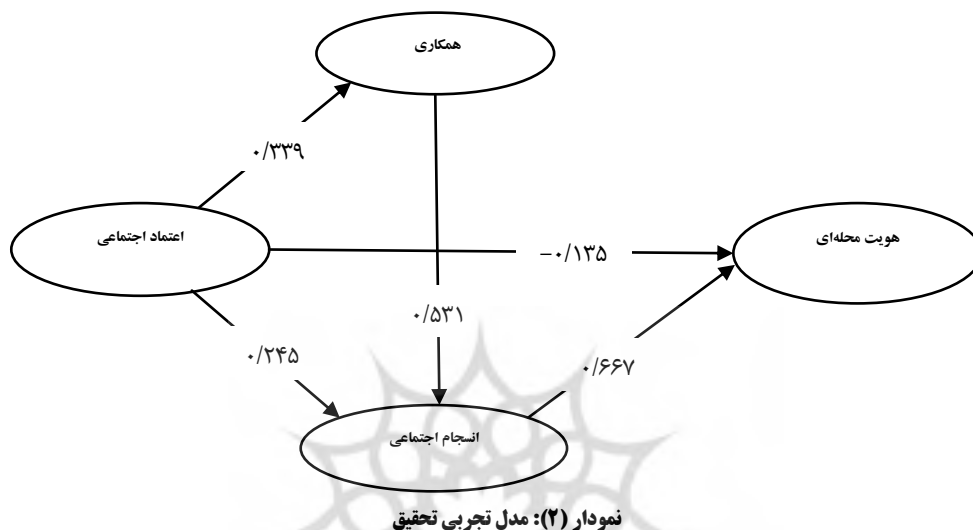 همکاری
۰/۳۳۹
اعتماد اجتماعی
هویت محله‌ای
-۰/۱۳۵
۰/۵۳۱
۰/۲۴۵
۰/۶۶۷
انسجام اجتماعی
نمودار (۲): مدل تجربی تحقیق